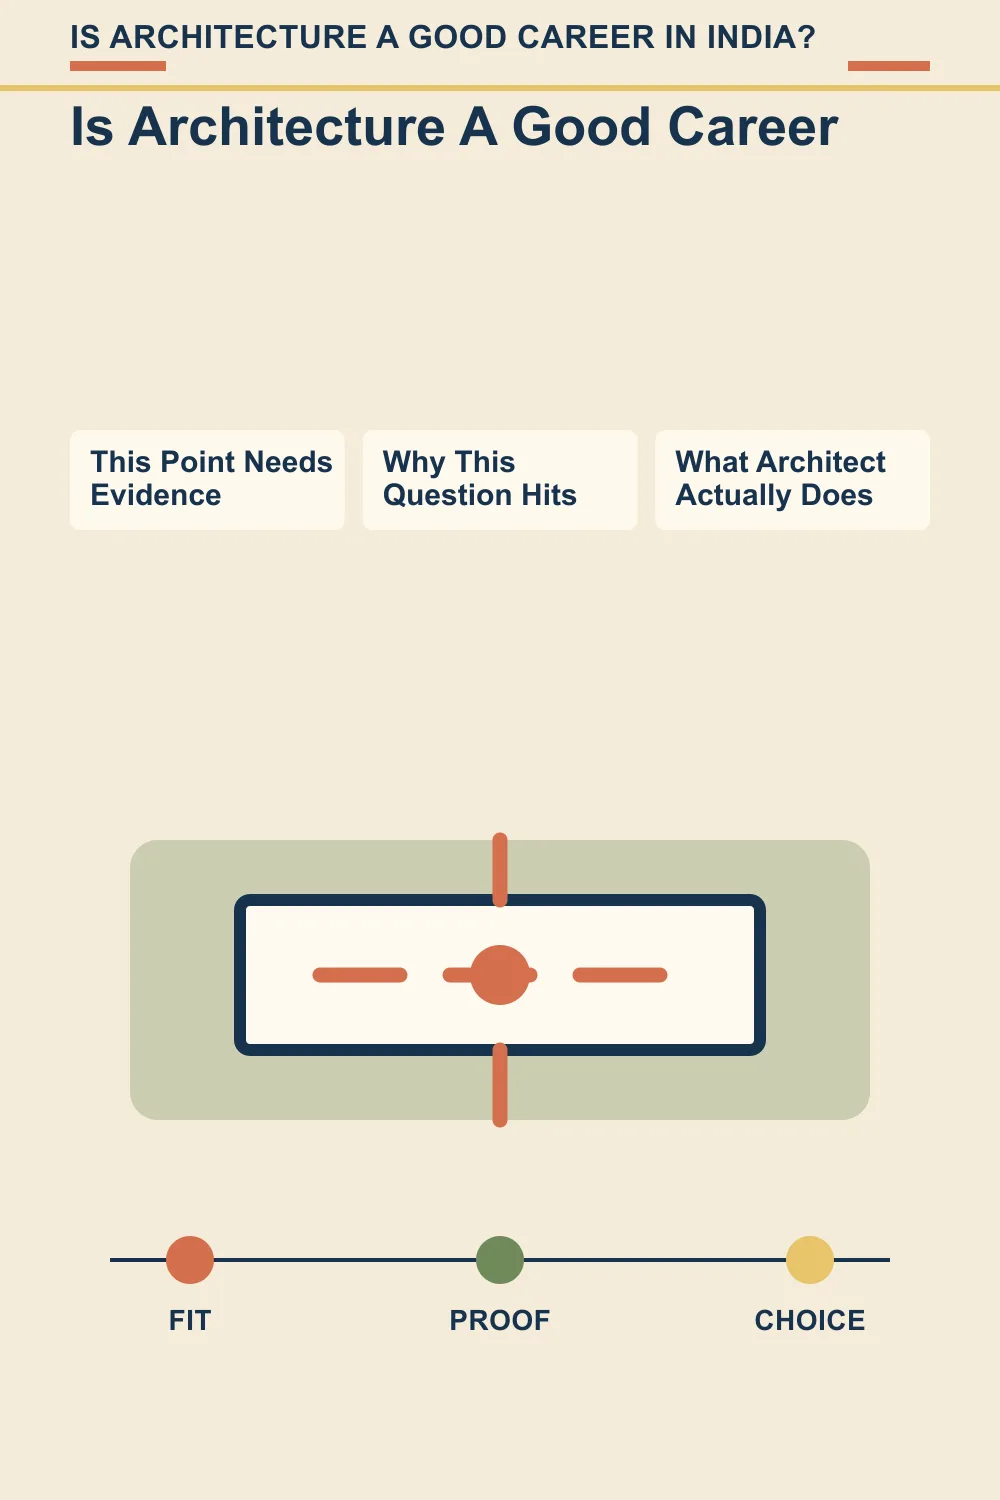 IS ARCHITECTURE A GOOD CAREER IN INDIA?
Is Architecture A Good Career
This Point Needs
Evidence
Why This
Question Hits
What Architect
Actually Does
FIT
PROOF
CHOICE